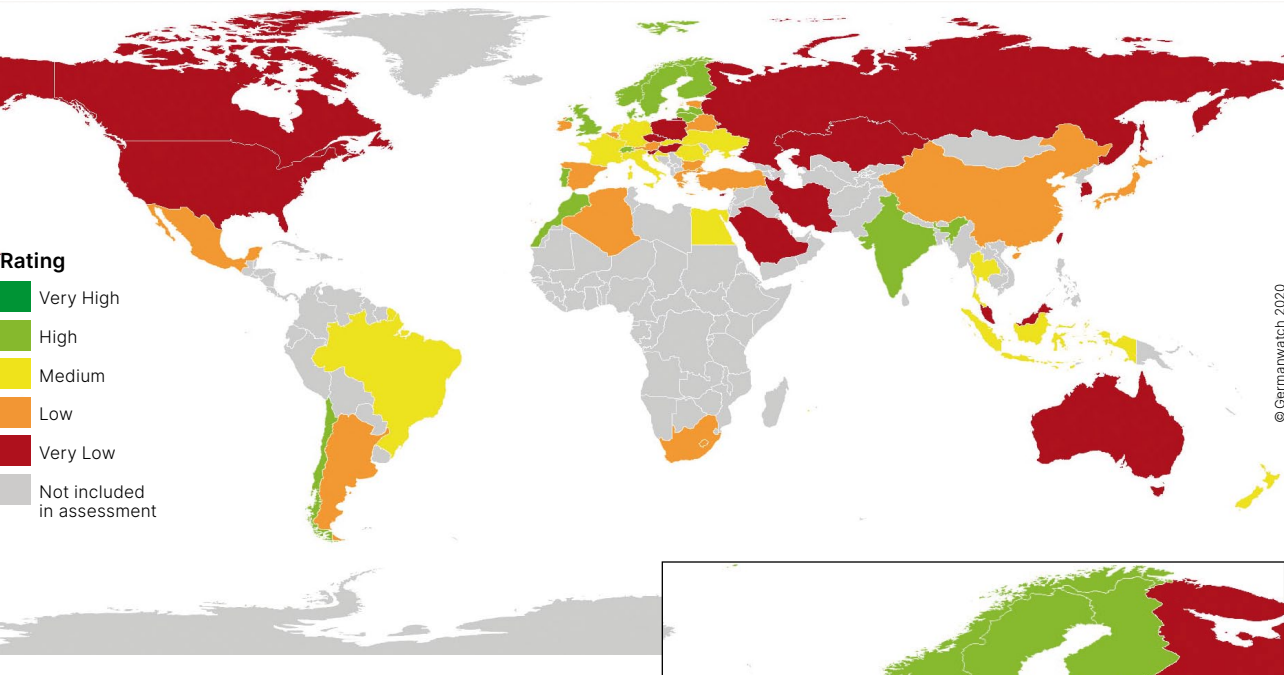 Rating
Very High
High
Medium
Low
Very Low
Not included
in assessment
© Germanwatch 2020